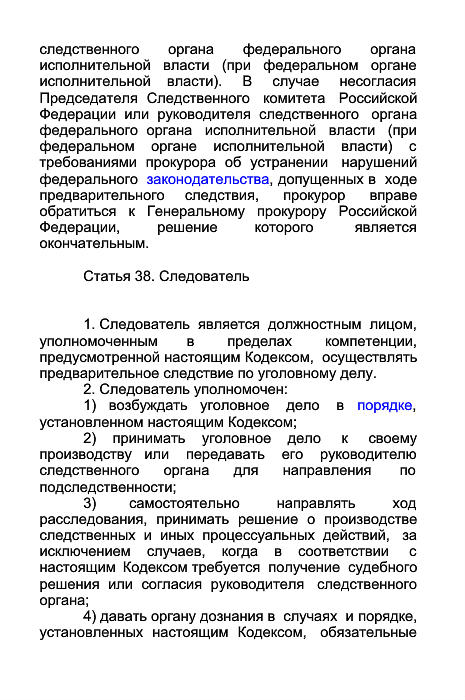 следственного органа федерального органа
исполнительной власти (при федеральном органе
исполнительной власти). В случае несогласия
Председателя Следственного комитета Российской
Федерации или руководителя следственного органа
федерального органа исполнительной власти (при
федеральном органе исполнительной власти) с
требованиями прокурора об устранении нарушений
федерального законодательства, допущенных в ходе
предварительного следствия, прокурор вправе
обратиться к Генеральному прокурору Российской
Федерации, решение которого является
окончательным.
Статья 38. Следователь
1. Следователь является должностным лицом,
уполномоченным в пределах компетенции,
предусмотренной настоящим Кодексом, осуществлять
предварительное следствие по уголовному делу.
2. Следователь уполномочен:
1) возбуждать уголовное дело в порядке,
установленном настоящим Кодексом;
2) принимать уголовное дело к своему
производству или передавать его руководителю
следственного органа для направления по
подследственности;
3) самостоятельно направлять ход
расследования, принимать решение о производстве
следственных и иных процессуальных действий, за
исключением случаев, когда в соответствии с
настоящим Кодексом требуется получение судебного
решения или согласия руководителя следственного
органа;
4) давать органу дознания в случаях и порядке,
установленных настоящим Кодексом, обязательные